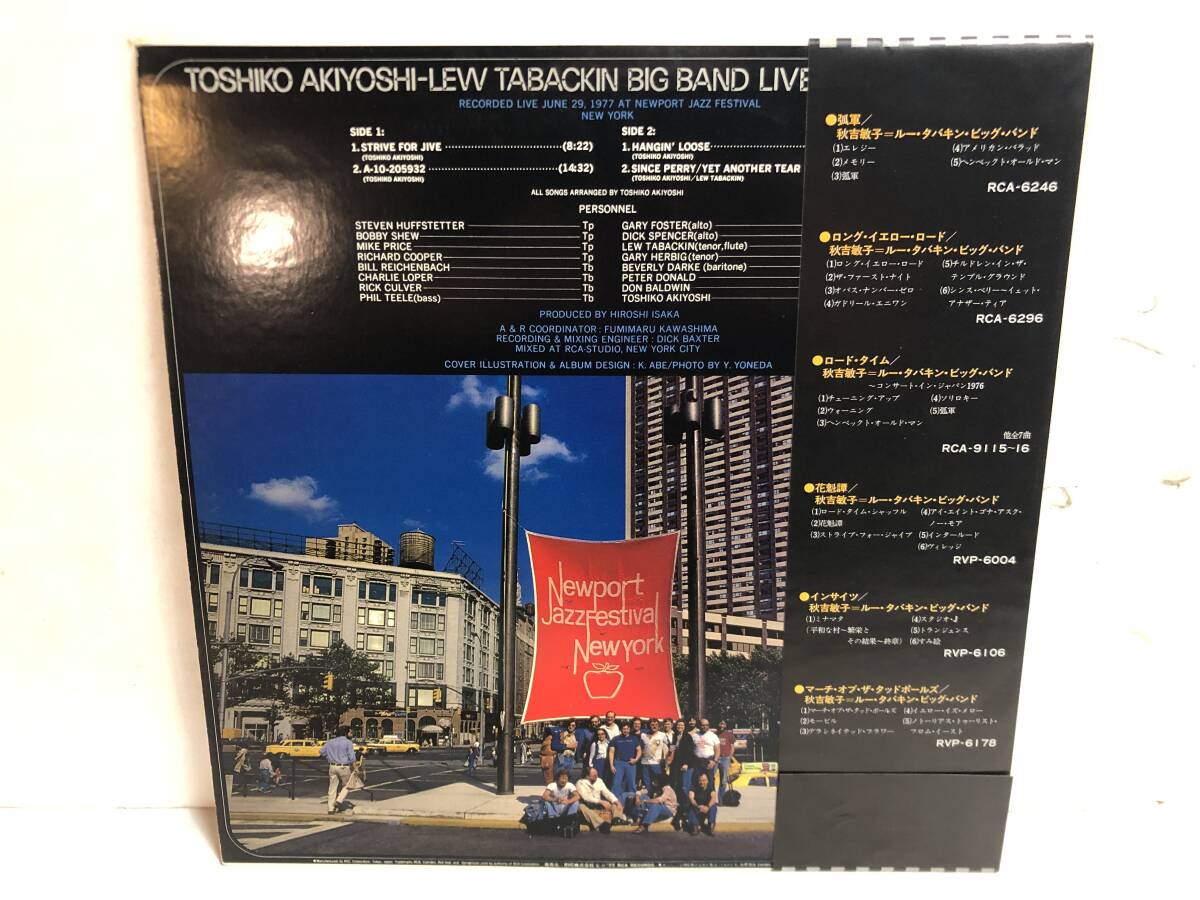 TOSHIKO AKIYOSHI-LEW TABACKIN BIG BAND LIVE
RECORDED LIVE JUNE 29, 1977 AT NEWPORT JAZZ FESTIVAL
NEW YORK
SIDE 1:
1. STRIVE FOR JIVE (8:22)
(TOSHIKO AKIYOSHI)
2. A-10-205932 (14:32)
(TOSHIKO AKIYOSHI)
SIDE 2:
1. HANGIN' LOOSE
(TOSHIKO AKIYOSHI)
2. SINCE PERRY/YET ANOTHER TEAR
(TOSHIKO AKIYOSHI/LEW TABACKIN)
ALL SONGS ARRANGED BY TOSHIKO AKIYOSHI
PERSONNEL
STEVEN HUFFSTETTER Tp
BOBBY SHEW Tp
MIKE PRICE Tp
RICHARD COOPER Tp
BILL REICHENBACH Tb
CHARLIE LOPER Tb
RICK CULVER Tb
PHIL TEELE(bass) Tb
GARY FOSTER(alto)
DICK SPENCER(alto)
LEW TABACKIN(tenor,flute)
GARY HERBIG(tenor)
BEVERLY DARKE (baritone)
PETER DONALD
DON BALDWIN
TOSHIKO AKIYOSHI
PRODUCED BY HIROSHI ISAKA
A & R COORDINATOR : FUMIMARU KAWASHIMA
RECORDING & MIXING ENGINEER : DICK BAXTER
MIXED AT RCA-STUDIO, NEW YORK CITY
COVER ILLUSTRATION & ALBUM DESIGN : K. ABE/PHOTO BY Y. YONEDA
Newport
JazzFestival
New York
●孤軍/
秋吉敏子=ルー・タバキン・ビッグ・バンド
(1)エレジー (4)アメリカン・バラッド
(2)メモリー (5)ヘンペックト・オールド・マン
(3)孤軍
RCA-6246
●ロング・イエロー・ロード/
秋吉敏子=ルー・タバキン・ビッグ・バンド
(1)ロング・イエロー・ロード (5)チルドレン・イン・ザ・
(2)ザ・ファースト・ナイト テンプル・グラウンド
(3)オパス・ナンバー・ゼロ (6)シンス・ペリー〜イェット・
(4)カドリール・エニワン アナザー・ティア
RCA-6296
●ロード・タイム/
秋吉敏子=ルー・タバキン・ビッグ・バンド
〜コンサート・イン・ジャパン1976
(1)チューニング・アップ (4)ソリロキー
(2)ウォーニング (5)孤軍
(3)ヘンペックト・オールド・マン
他全7曲
RCA-9115~16
●花魁譚/
秋吉敏子=ルー・タバキン・ビッグ・バンド
(1)ロード・タイム・シャッフル (4)アイ・エイント・ゴナ・アスク・
(2)花魁譚 ノー・モア
(3)ストライブ・フォー・ジャイブ (5)インタールード
(6)ヴィレッジ
RVP-6004
●インサイツ/
秋吉敏子=ルー・タバキン・ビッグ・バンド
(1)ミナマタ (4)スタジオ・J
(平和な村〜繁栄と (5)トランジェンス
その結果〜終章) (6)すみ絵
RVP-6106
●マーチ・オブ・ザ・タッドポールズ/
秋吉敏子=ルー・タバキン・ビッグ・バンド
(1)マーチ・オブ・ザ・タッド・ポールズ (4)イエロー・イズ・メロー
(2)モービル (5)ノトーリアス・トゥーリスト・
(3)デラシネイテッド・フラワー フロム・イースト
RVP-6178